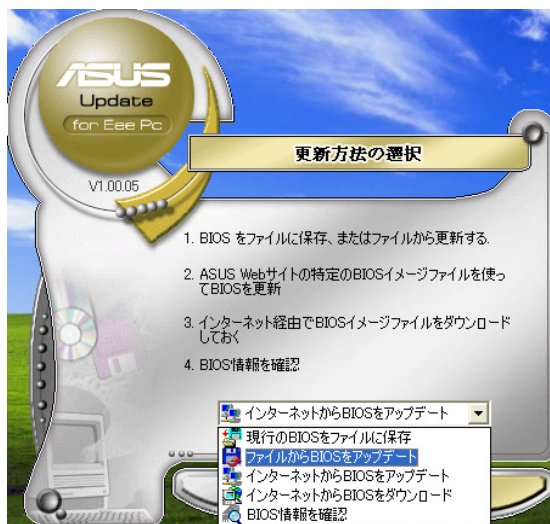 ASUS
Update
for Eee Pc
V1.00.05
更新方法の選択
1. BIOS をファイルに保存、またはファイルから更新する.
2. ASUS Webサイトの特定のBIOSイメージファイルを使っ
てBIOSを更新
3. インターネット経由でBIOSイメージファイルをダウンロード
しておく
4. BIOS情報を確認
インターネットからBIOSをアップデート
現行のBIOSをファイルに保存
ファイルからBIOSをアップデート
インターネットからBIOSをアップデート
インターネットからBIOSをダウンロード
BIOS情報を確認